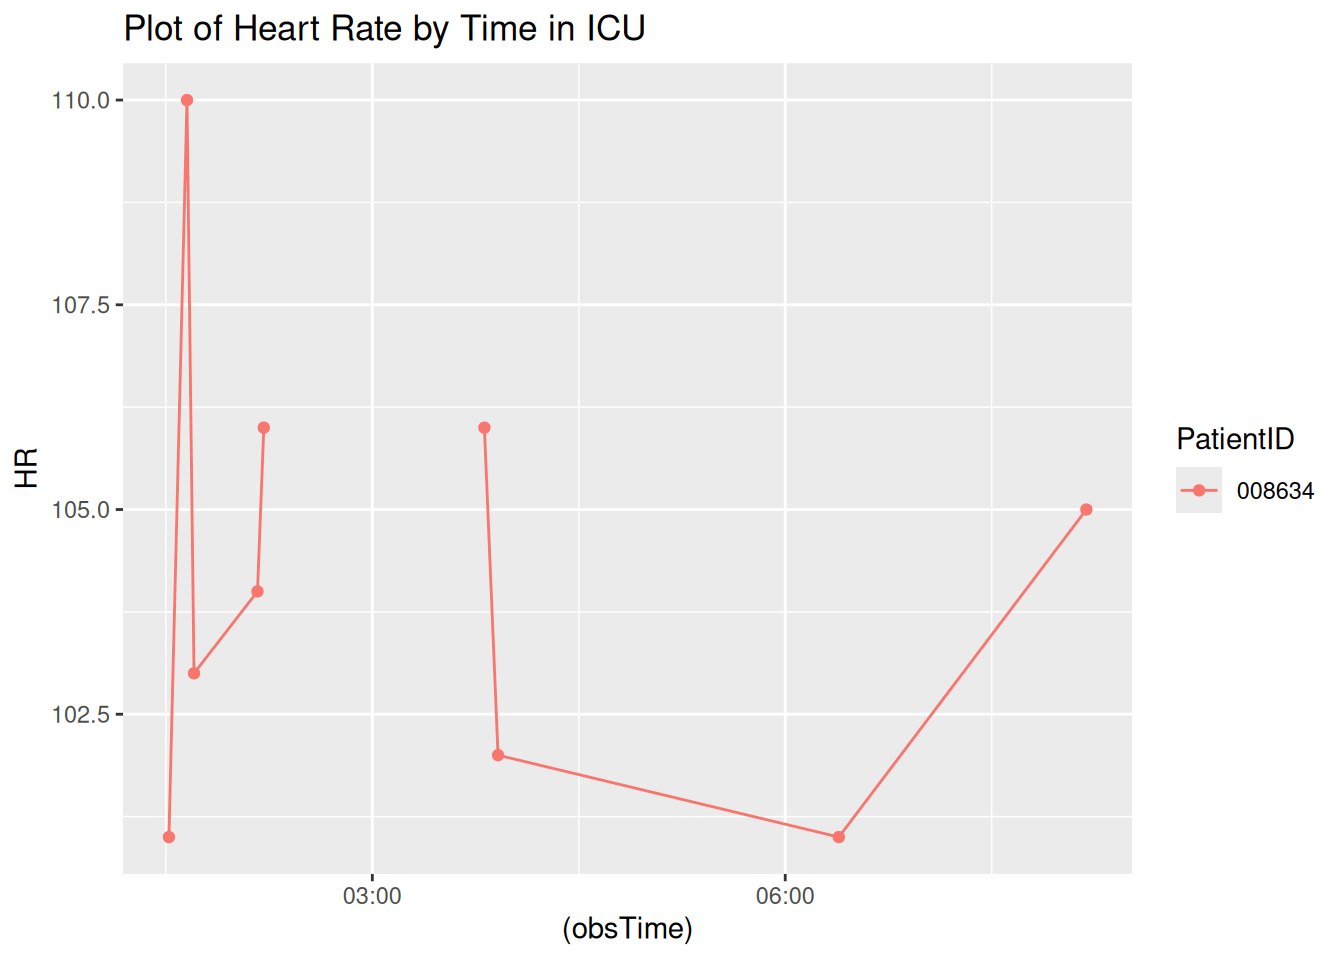 Plot of Heart Rate by Time in ICU
110.0
107.5
105.0
102.5
HR
03:00
06:00
(obsTime)
PatientID
008634